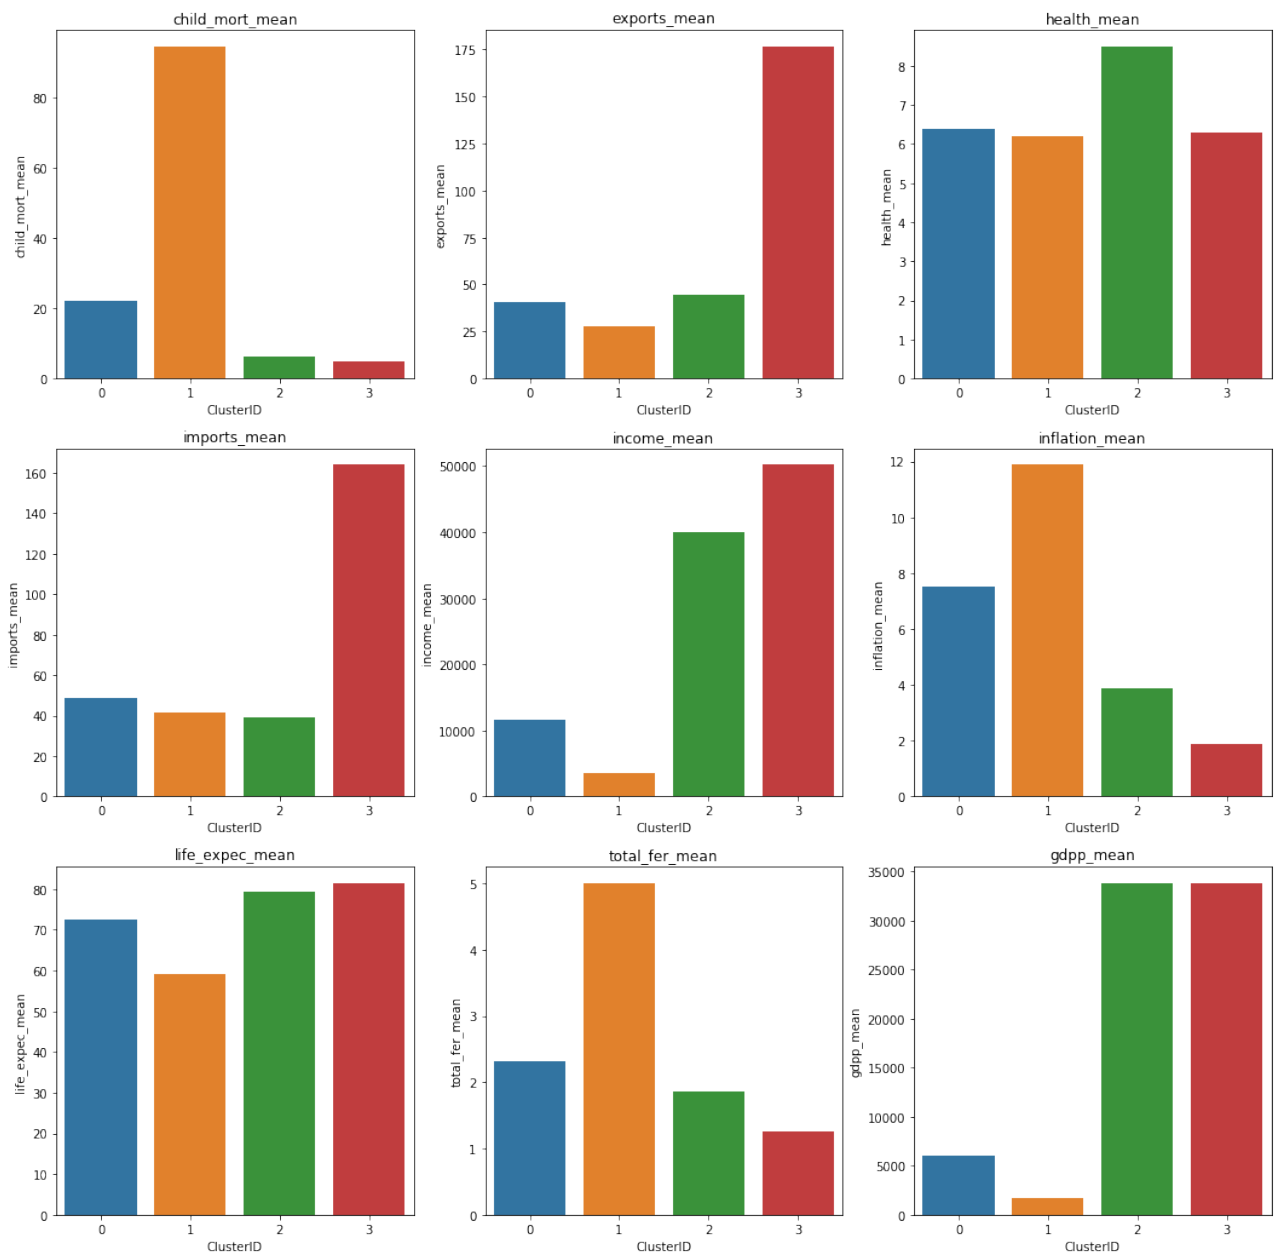 child_mort_mean
child_mort_mean
80
60
40
20
0
0 1 2 3
ClusterID
exports_mean
exports_mean
175
150
125
100
75
50
25
0
0 1 2 3
ClusterID
health_mean
health_mean
8
7
6
5
4
3
2
1
0
0 1 2 3
ClusterID
imports_mean
imports_mean
160
140
120
100
80
60
40
20
0
0 1 2 3
ClusterID
income_mean
income_mean
50000
40000
30000
20000
10000
0
0 1 2 3
ClusterID
inflation_mean
inflation_mean
12
10
8
6
4
2
0
0 1 2 3
ClusterID
life_expec_mean
life_expec_mean
80
70
60
50
40
30
20
10
0
0 1 2 3
ClusterID
total_fer_mean
total_fer_mean
5
4
3
2
1
0
0 1 2 3
ClusterID
gdpp_mean
gdpp_mean
35000
30000
25000
20000
15000
10000
5000
0
0 1 2 3
ClusterID